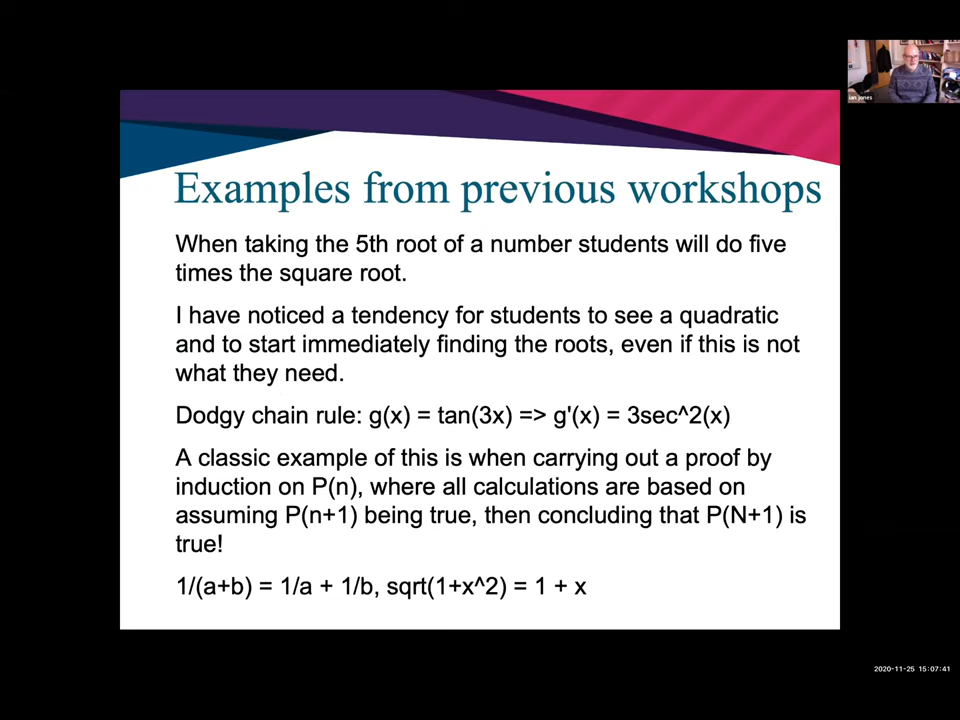 Examples from previous workshops
When taking the 5th root of a number students will do five
times the square root.
I have noticed a tendency for students to see a quadratic
and to start immediately finding the roots, even if this is not
what they need.
Dodgy chain rule: g(x) = tan(3x) => g'(x) = 3sec^2(x)
A classic example of this is when carrying out a proof by
induction on P(n), where all calculations are based on
assuming P(n+1) being true, then concluding that P(N+1) is
true!
1/(a+b) = 1/a + 1/b, sqrt(1+x^2) = 1 + x
ian jones
2020-11-25 15:07:41